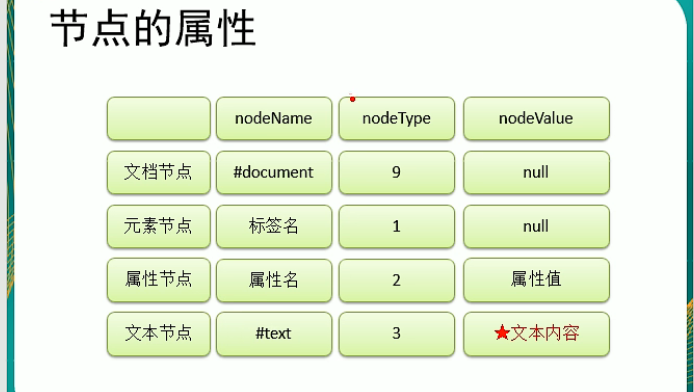 节点的属性
nodeName nodeType nodeValue
文档节点 #document 9 null
元素节点 标签名 1 null
属性节点 属性名 2 属性值
文本节点 #text 3 ★文本内容